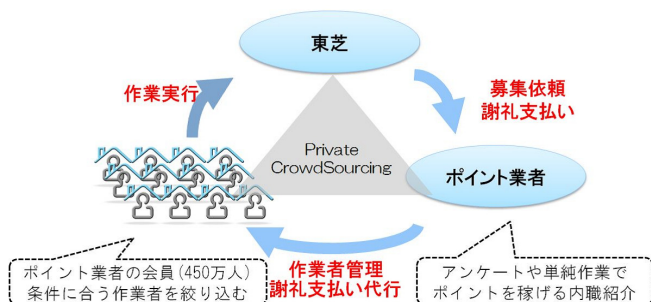 東芝
作業実行
募集依頼
謝礼支払い
Private
CrowdSourcing
ポイント業者
作業者管理
謝礼支払い代行
ポイント業者の会員(450万人)
条件に合う作業者を絞り込む
アンケートや単純作業で
ポイントを稼げる内職紹介